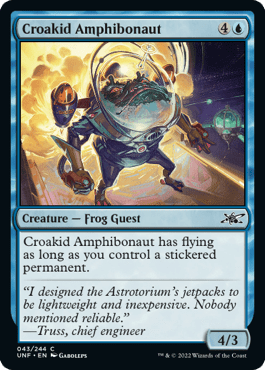 Croakid Amphibonaut 4
Creature — Frog Guest
Croakid Amphibonaut has flying
as long as you control a stickered
permanent.
"I designed the Astrotorium's jetpacks to
be lightweight and inexpensive. Nobody
mentioned reliable."
—Truss, chief engineer
4/3
043/244 C
UNF • EN GABOLEPS
™ & © 2022 Wizards of the Coast